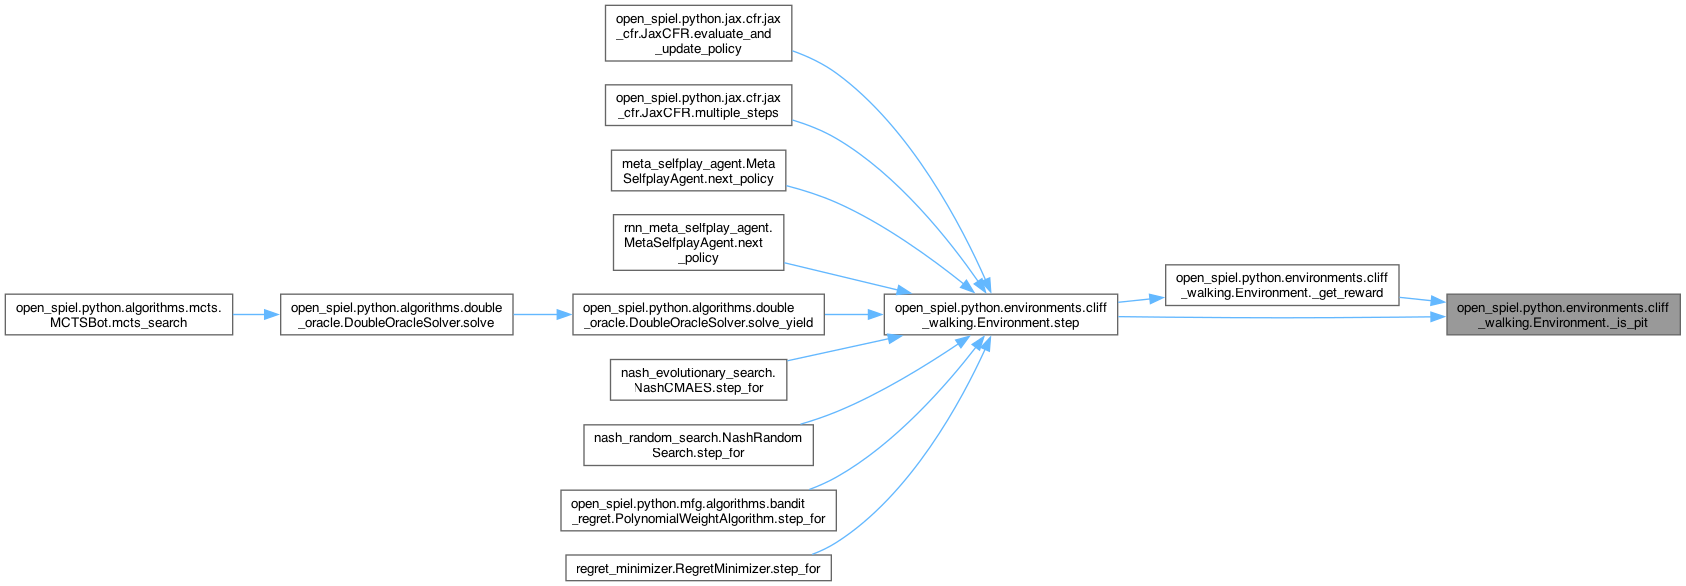 open_spiel.python.jax.cfr.jax
_cfr.JaxCFR.evaluate_and
_update_policy
open_spiel.python.jax.cfr.jax
_cfr.JaxCFR.multiple_steps
meta_selfplay_agent.Meta
SelfplayAgent.next_policy
rnn_meta_selfplay_agent.
MetaSelfplayAgent.next
_policy
open_spiel.python.algorithms.mcts.
MCTSBot.mcts_search
open_spiel.python.algorithms.double
_oracle.DoubleOracleSolver.solve
open_spiel.python.algorithms.double
_oracle.DoubleOracleSolver.solve_yield
open_spiel.python.environments.cliff
_walking.Environment.step
open_spiel.python.environments.cliff
_walking.Environment._get_reward
open_spiel.python.environments.cliff
_walking.Environment._is_pit
nash_evolutionary_search.
NashCMAES.step_for
nash_random_search.NashRandom
Search.step_for
open_spiel.python.mfg.algorithms.bandit
_regret.PolynomialWeightAlgorithm.step_for
regret_minimizer.RegretMinimizer.step_for